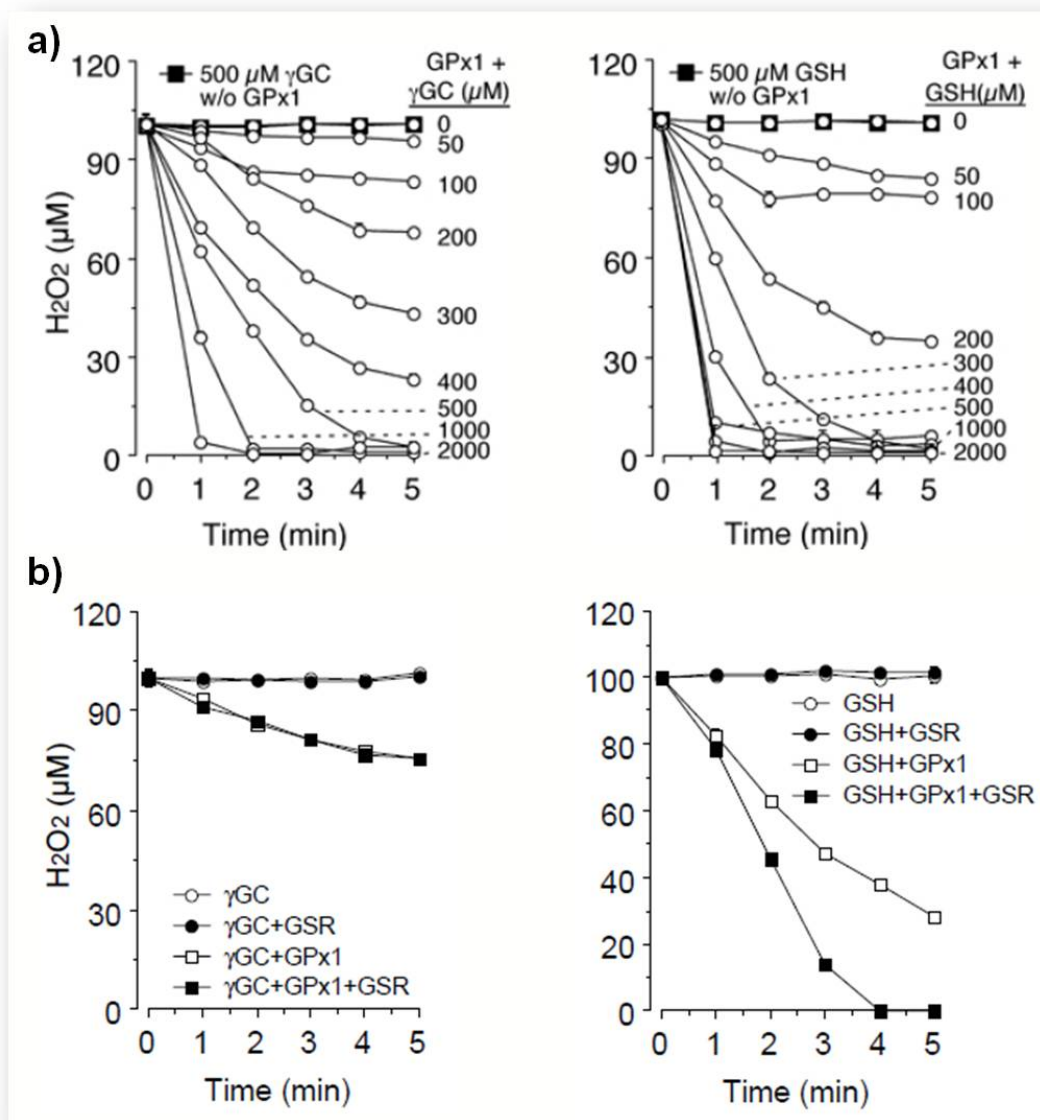 a)
120
90
60
30
0
H2O2 (µM)
500 µM γGC
w/o GPx1
GPx1 +
γGC (µM)
0
50
100
200
300
400
500
1000
2000
0 1 2 3 4 5
Time (min)
120
90
60
30
0
500 µM GSH
w/o GPx1
GPx1 +
GSH(µM)
0
50
100
200
300
400
500
1000
2000
0 1 2 3 4 5
Time (min)
b)
120
90
60
30
0
H2O2 (µM)
γGC
γGC+GSR
γGC+GPx1
γGC+GPx1+GSR
0 1 2 3 4 5
Time (min)
120
100
80
60
40
20
0
GSH
GSH+GSR
GSH+GPx1
GSH+GPx1+GSR
0 1 2 3 4 5
Time (min)